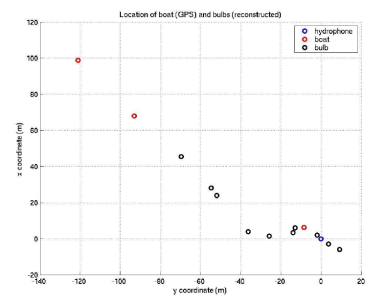 Location of boat (GPS) and bulbs (reconstructed)
hydrophone
boat
bulb
120
100
80
60
40
20
0
-20
x coordinate (m)
-140 -120 -100 -80 -60 -40 -20 0 20 40
y coordinate (m)